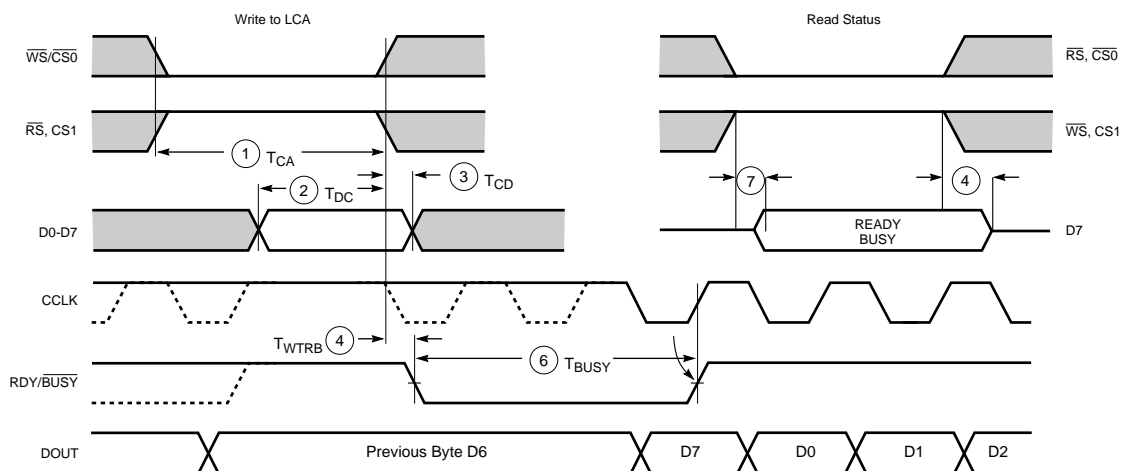 Write to LCA
Read Status
WS/CS0
RS, CS0
RS, CS1
WS, CS1
1 TCA
2 TDC
3 TCD
7
4
D0-D7
READY
BUSY
D7
CCLK
TWTRB 4
6 TBUSY
RDY/BUSY
DOUT
Previous Byte D6
D7
D0
D1
D2